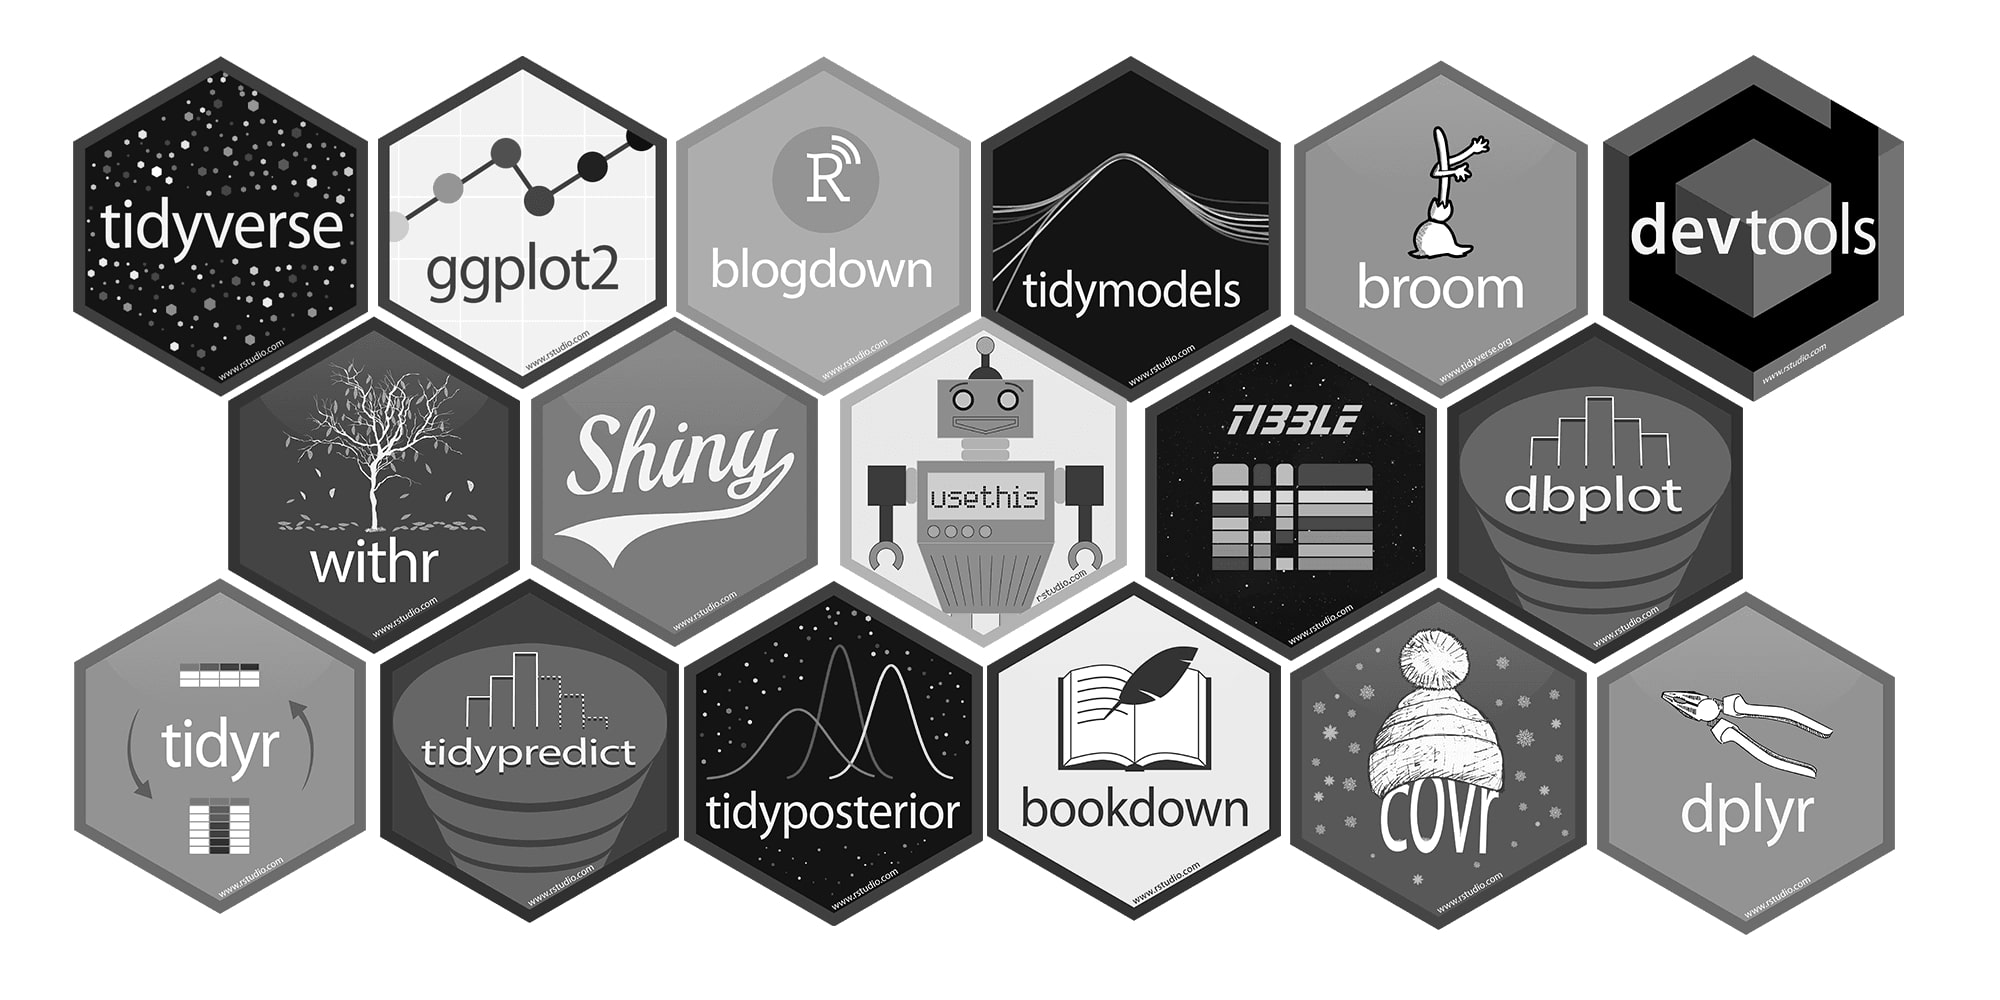 tidyverse
www.rstudio.com
ggplot2
www.rstudio.com
R
blogdown
www.rstudio.com
tidymodels
www.rstudio.com
broom
www.tidyverse.org
devtools
www.rstudio.com
withr
www.rstudio.com
Shiny
www.rstudio.com
usethis
rstudio.com
TIBBLE
www.rstudio.com
dbplot
www.rstudio.com
tidyr
www.rstudio.com
tidypredict
www.rstudio.com
tidyposterior
www.rstudio.com
bookdown
www.rstudio.com
covr
www.rstudio.com
dplyr
www.rstudio.com